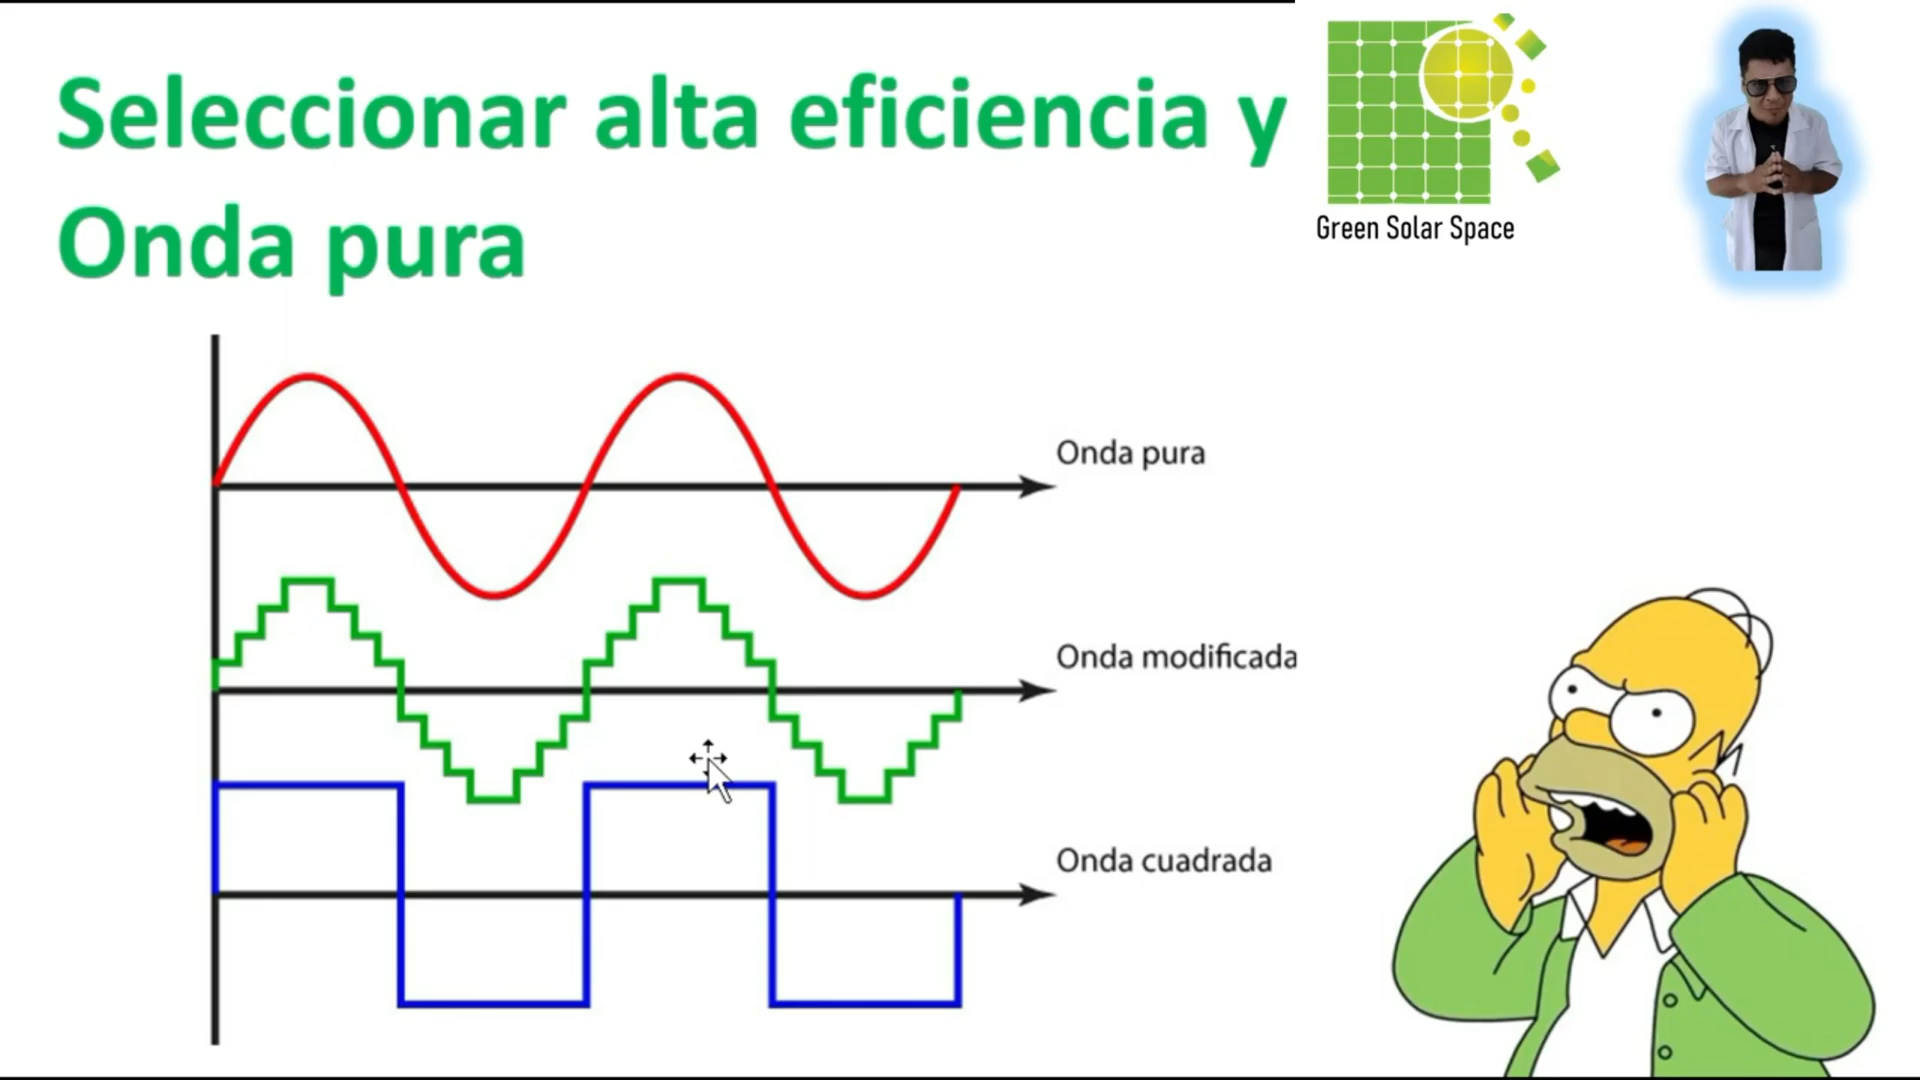 Seleccionar alta eficiencia y
Onda pura
Green Solar Space
Onda pura
Onda modificada
Onda cuadrada